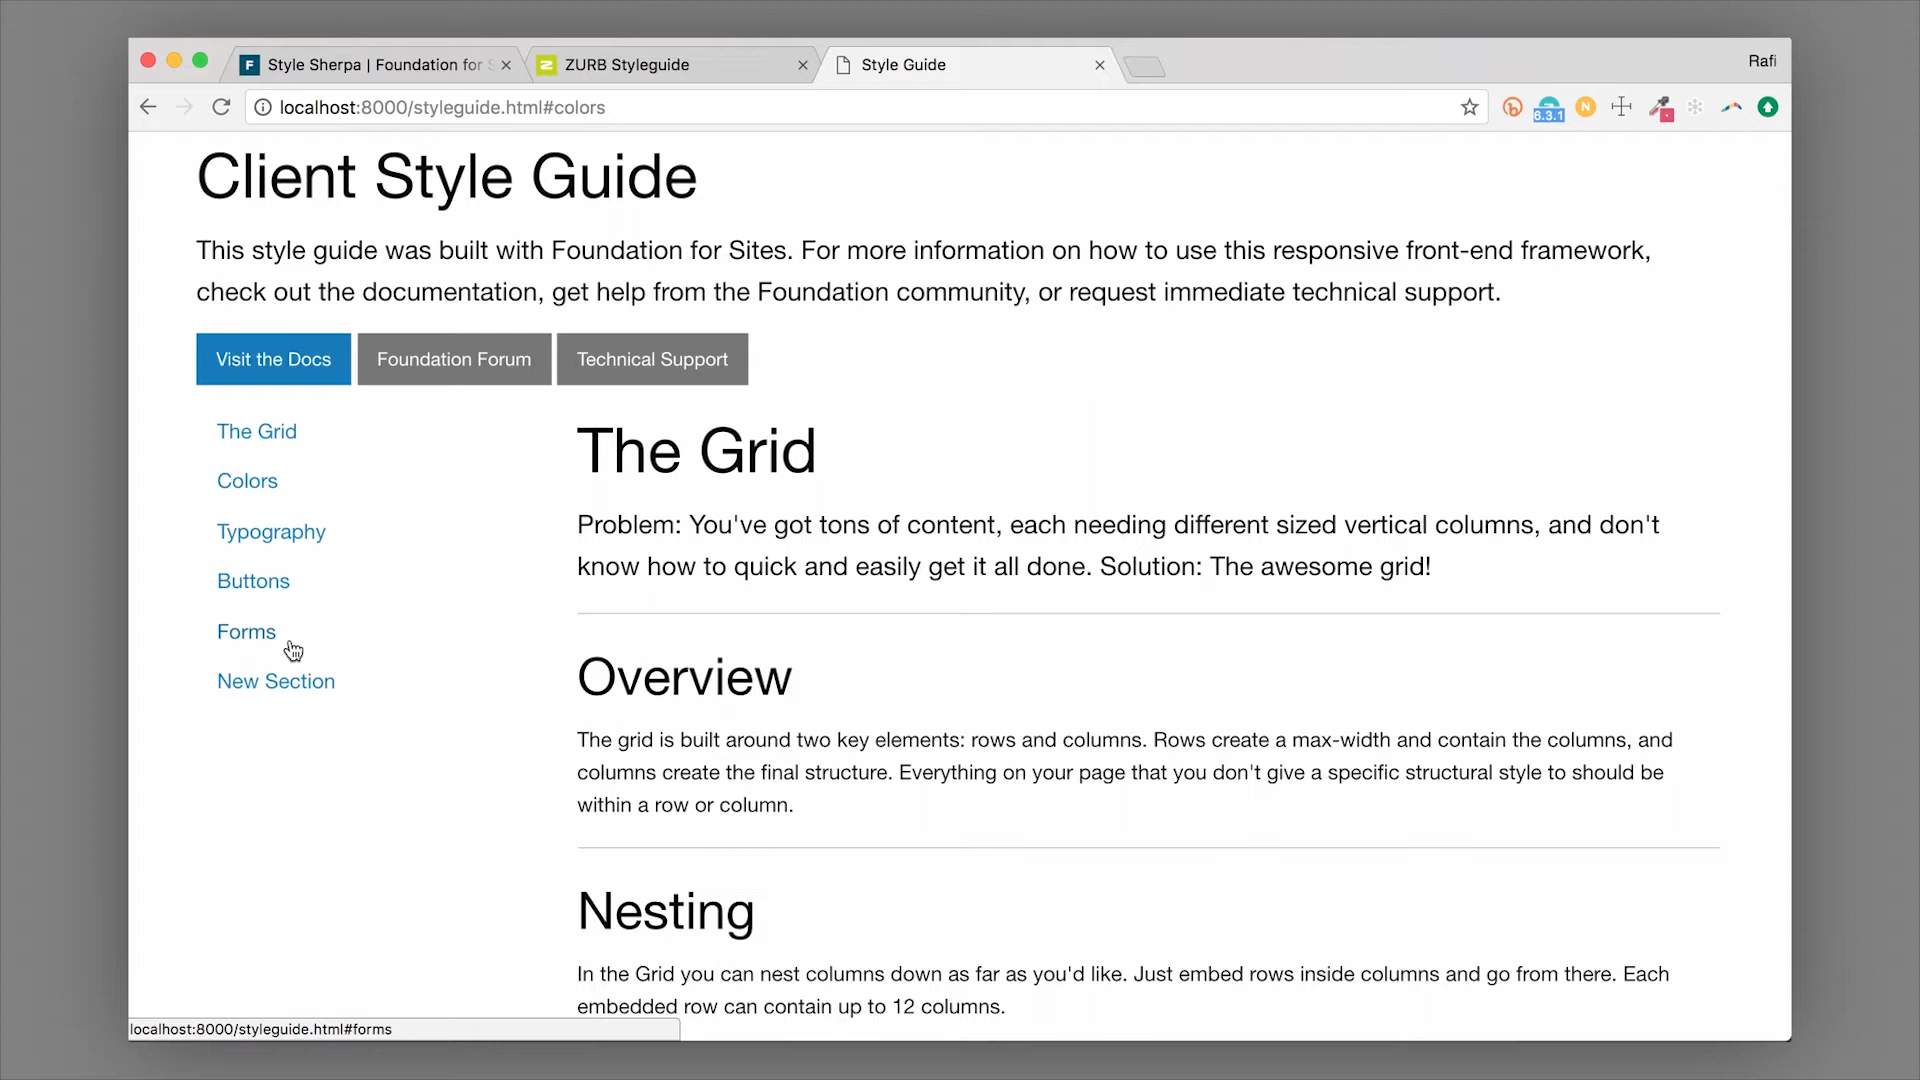 Style Sherpa | Foundation for S
ZURB Styleguide
Style Guide
Rafi
localhost:8000/styleguide.html#colors
6.3.1
Client Style Guide
This style guide was built with Foundation for Sites. For more information on how to use this responsive front-end framework,
check out the documentation, get help from the Foundation community, or request immediate technical support.
Visit the Docs
Foundation Forum
Technical Support
The Grid
Colors
Typography
Buttons
Forms
New Section
The Grid
Problem: You've got tons of content, each needing different sized vertical columns, and don't
know how to quick and easily get it all done. Solution: The awesome grid!
Overview
The grid is built around two key elements: rows and columns. Rows create a max-width and contain the columns, and
columns create the final structure. Everything on your page that you don't give a specific structural style to should be
within a row or column.
Nesting
In the Grid you can nest columns down as far as you'd like. Just embed rows inside columns and go from there. Each
embedded row can contain up to 12 columns.
localhost:8000/styleguide.html#forms